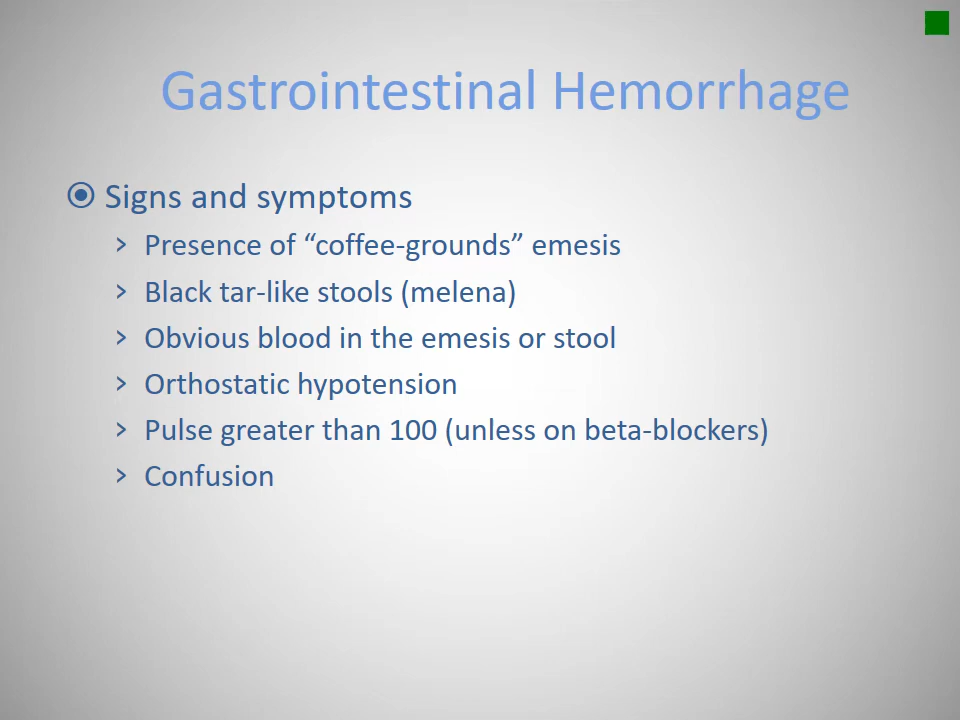 Gastrointestinal Hemorrhage
Signs and symptoms
Presence of “coffee-grounds” emesis
Black tar-like stools (melena)
Obvious blood in the emesis or stool
Orthostatic hypotension
Pulse greater than 100 (unless on beta-blockers)
Confusion